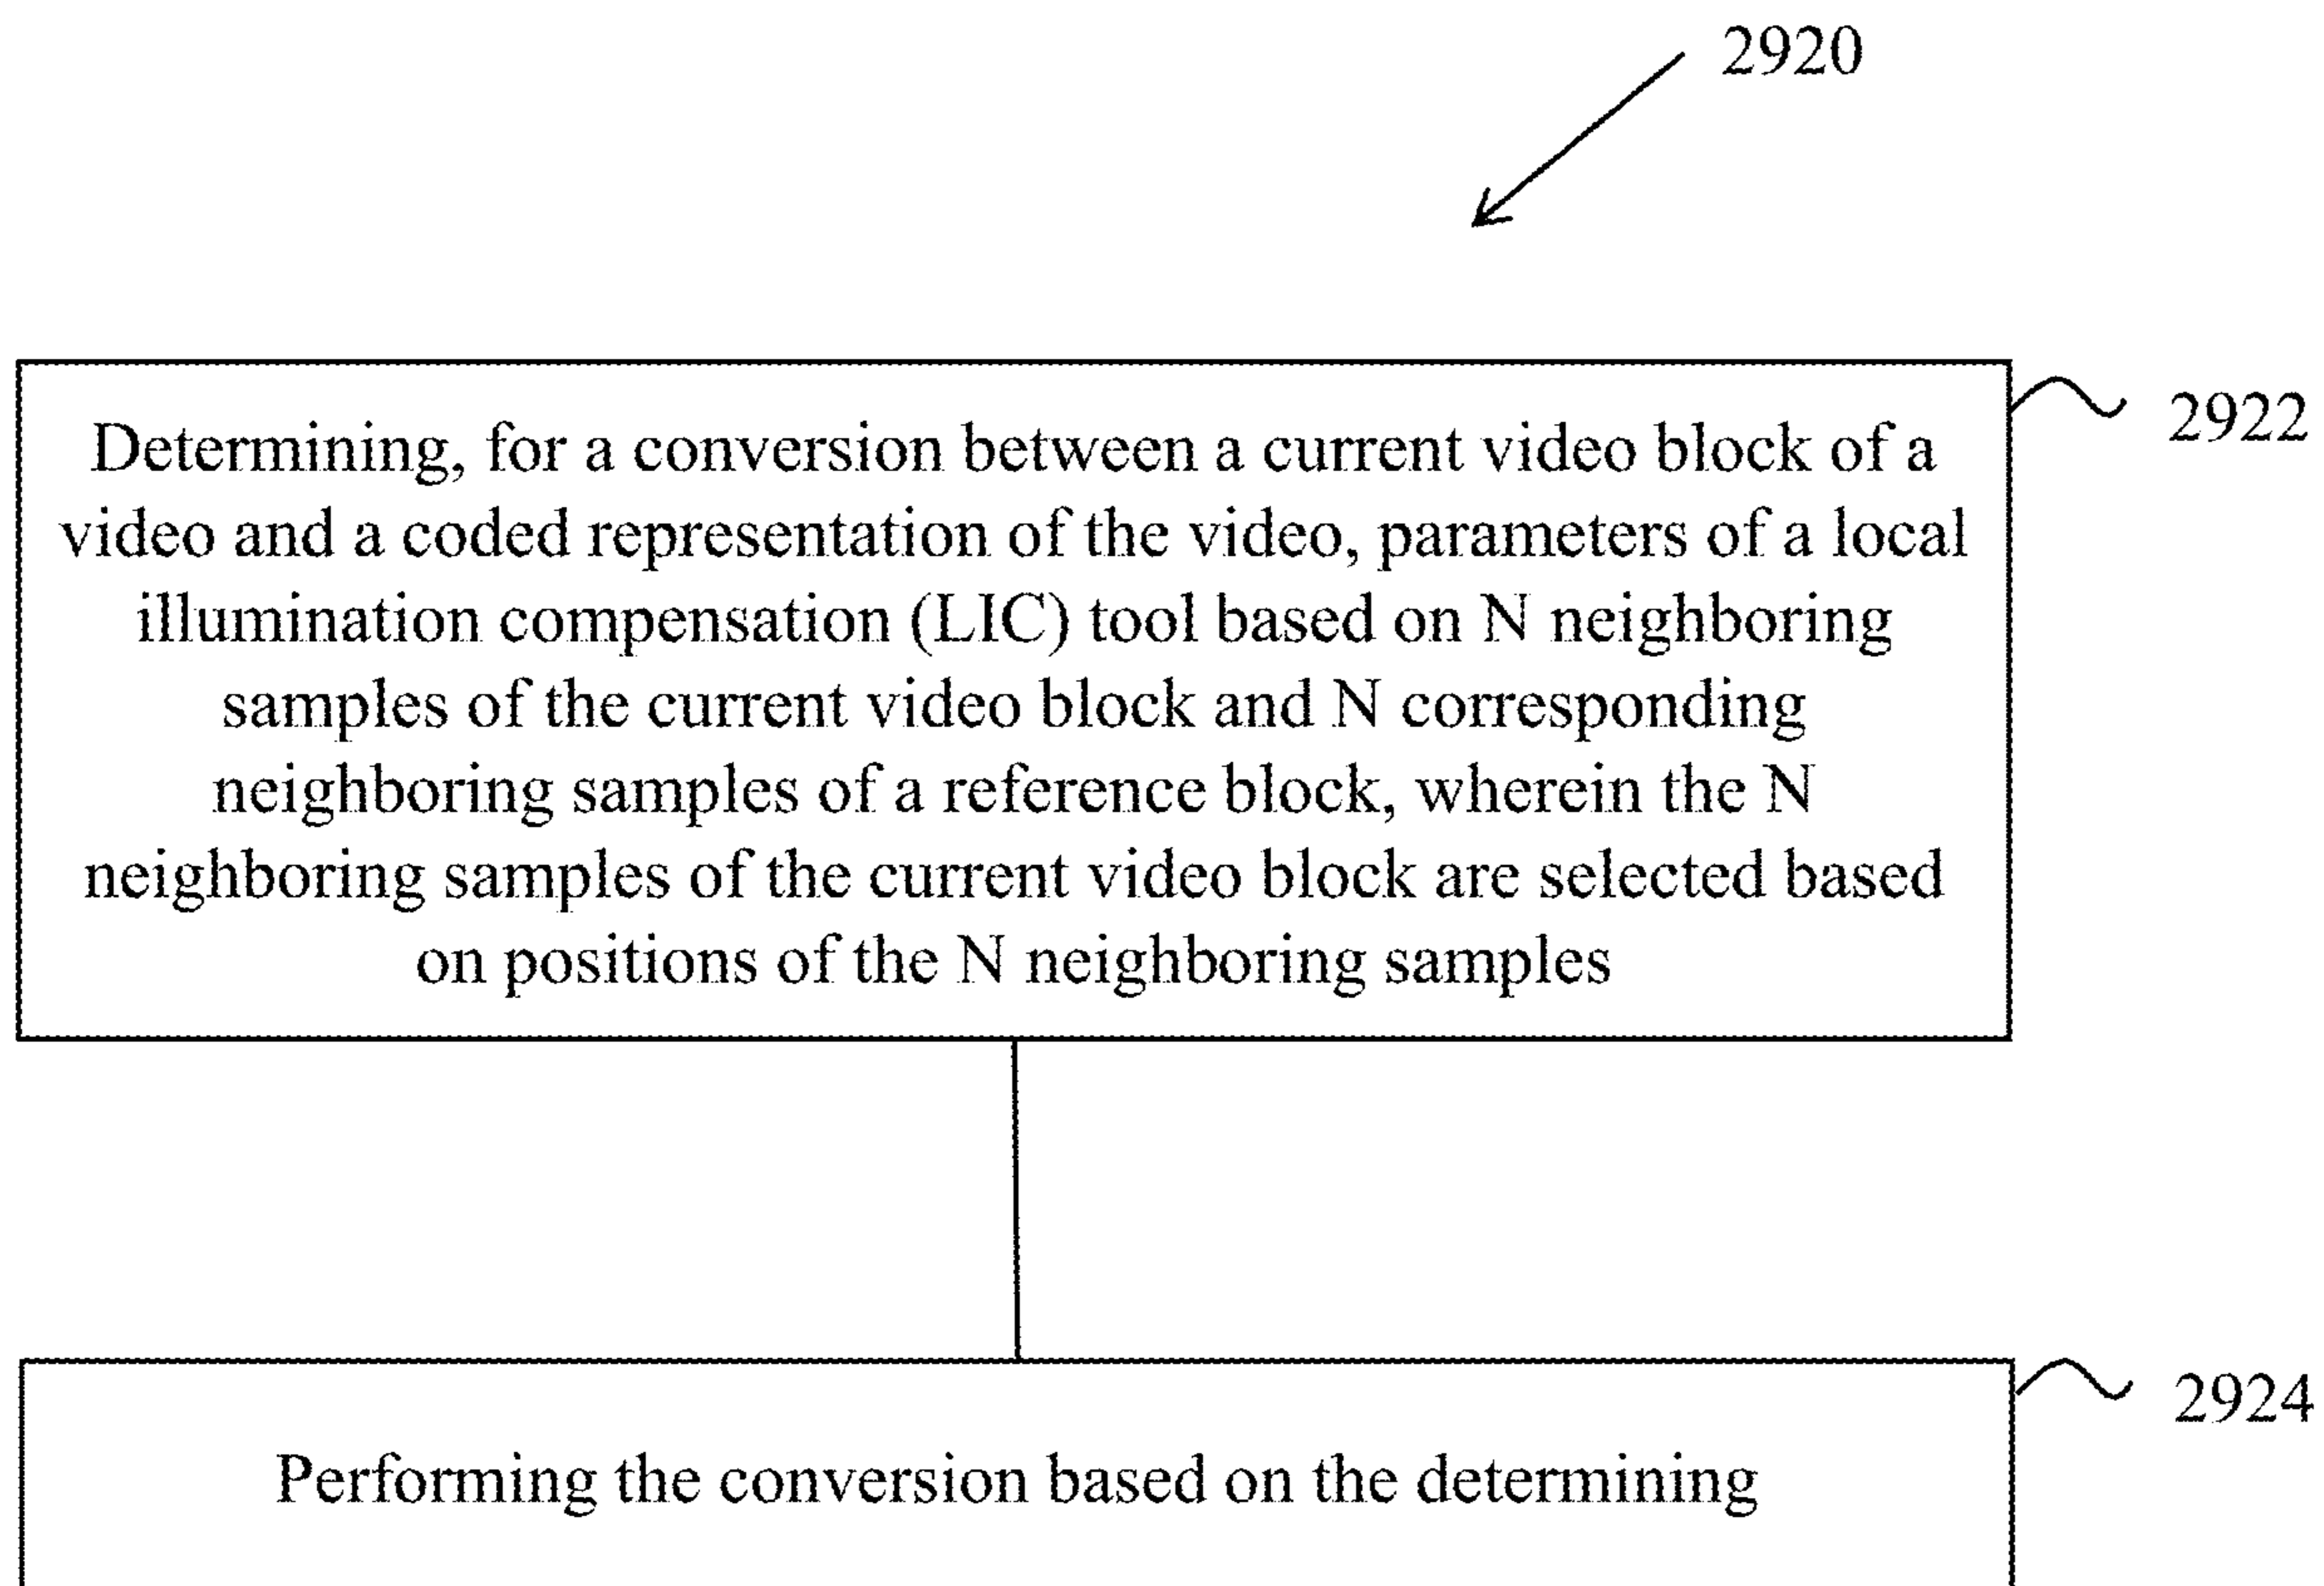 2920
2922
Determining, for a conversion between a current video block of a
video and a coded representation of the video, parameters of a local
illumination compensation (LIC) tool based on N neighboring
samples of the current video block and N corresponding
neighboring samples of a reference block, wherein the N
neighboring samples of the current video block are selected based
on positions of the N neighboring samples
2924
Performing the conversion based on the determining